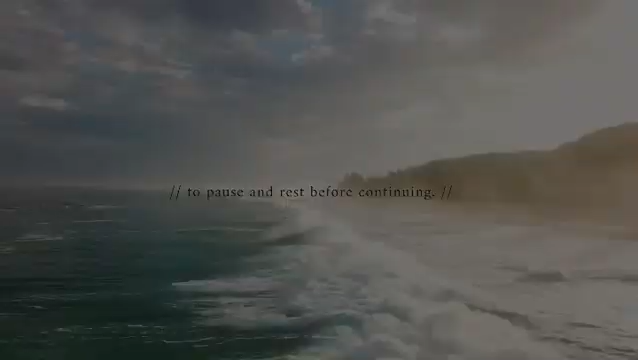 // to pause and rest before continuing. //